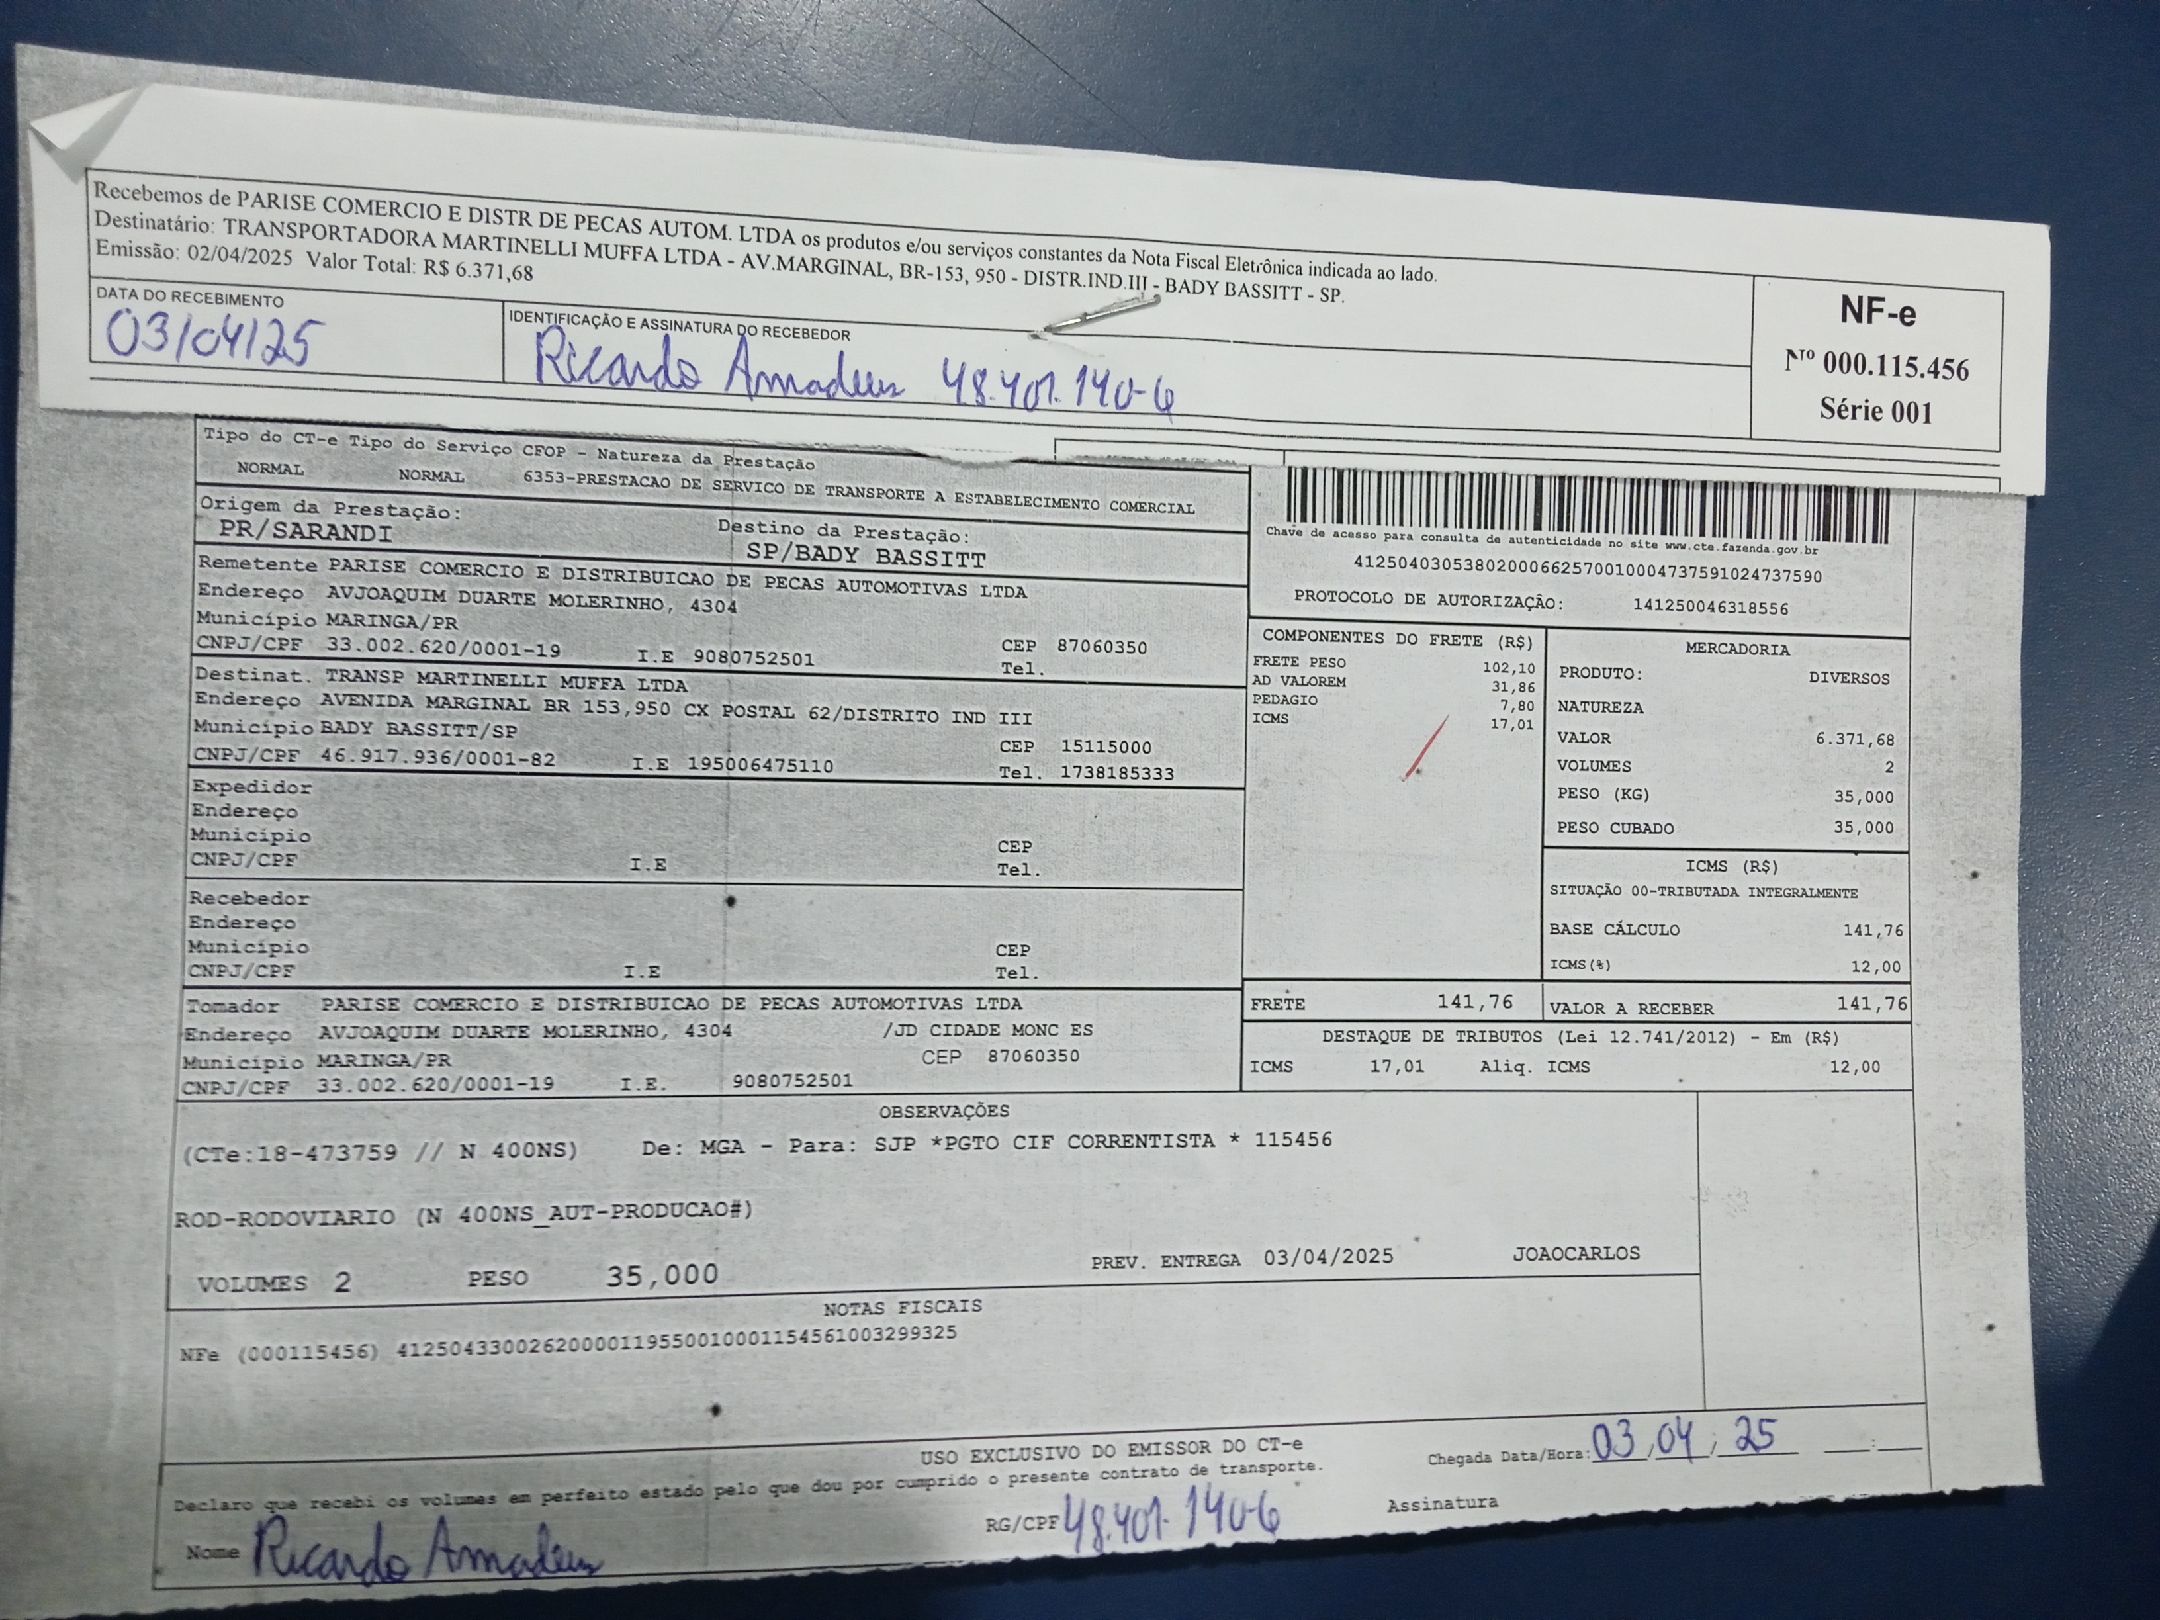 Recebemos de PARISE COMERCIO E DISTR DE PECAS AUTOM. LTDA os produtos e/ou serviços constantes da Nota Fiscal Eletrônica indicada ao lado.
Destinatário: TRANSPORTADORA MARTINELLI MUFFA LTDA - AV.MARGINAL, BR-153, 950 - DISTR.IND.III - BADY BASSITT - SP.
Emissão: 02/04/2025 Valor Total: R$ 6.371,68
DATA DO RECEBIMENTO
03/04/25
IDENTIFICAÇÃO E ASSINATURA DO RECEBEDOR
Ricardo Amadeus 48.401.140-6
NF-e
Nº 000.115.456
Série 001
Tipo do CT-e Tipo do Serviço CFOP - Natureza da Prestação
NORMAL NORMAL 6353-PRESTACAO DE SERVICO DE TRANSPORTE A ESTABELECIMENTO COMERCIAL
Origem da Prestação: Destino da Prestação:
PR/SARANDI SP/BADY BASSITT
Remetente PARISE COMERCIO E DISTRIBUICAO DE PECAS AUTOMOTIVAS LTDA
Endereço AVJOAQUIM DUARTE MOLERINHO, 4304
Município MARINGA/PR CEP 87060350
CNPJ/CPF 33.002.620/0001-19 I.E 9080752501 Tel.
Destinat. TRANSP MARTINELLI MUFFA LTDA
Endereço AVENIDA MARGINAL BR 153,950 CX POSTAL 62/DISTRITO IND III
Município BADY BASSITT/SP CEP 15115000
CNPJ/CPF 46.917.936/0001-82 I.E 195006475110 Tel. 1738185333
Expedidor
Endereço
Município CEP
CNPJ/CPF I.E Tel.
Recebedor
Endereço
Município CEP
CNPJ/CPF I.E Tel.
Tomador PARISE COMERCIO E DISTRIBUICAO DE PECAS AUTOMOTIVAS LTDA
Endereço AVJOAQUIM DUARTE MOLERINHO, 4304 /JD CIDADE MONC ES
Município MARINGA/PR CEP 87060350
CNPJ/CPF 33.002.620/0001-19 I.E. 9080752501
Chave de acesso para consulta de autenticidade no site www.cte.fazenda.gov.br
41250403053802000662570010004737591024737590
PROTOCOLO DE AUTORIZAÇÃO: 141250046318556
COMPONENTES DO FRETE (R$)
FRETE PESO 102,10
AD VALOREM 31,86
PEDAGIO 7,80
ICMS 17,01
MERCADORIA
PRODUTO: DIVERSOS
NATUREZA
VALOR 6.371,68
VOLUMES 2
PESO (KG) 35,000
PESO CUBADO 35,000
ICMS (R$)
SITUAÇÃO 00-TRIBUTADA INTEGRALMENTE
BASE CÁLCULO 141,76
ICMS(%) 12,00
FRETE 141,76 VALOR A RECEBER 141,76
DESTAQUE DE TRIBUTOS (Lei 12.741/2012) - Em (R$)
ICMS 17,01 Aliq. ICMS 12,00
OBSERVAÇÕES
(CTe:18-473759 // N 400NS) De: MGA - Para: SJP *PGTO CIF CORRENTISTA * 115456
ROD-RODOVIARIO (N 400NS_AUT-PRODUCAO#)
VOLUMES 2 PESO 35,000 PREV. ENTREGA 03/04/2025 JOAOCARLOS
NOTAS FISCAIS
NFe (000115456) 41250433002620000119550010001154561003299325
USO EXCLUSIVO DO EMISSOR DO CT-e
Chegada Data/Hora: 03/04/25
Declaro que recebi os volumes em perfeito estado pelo que dou por cumprido o presente contrato de transporte.
Nome Ricardo Amadeus RG/CPF 48.401.140-6 Assinatura